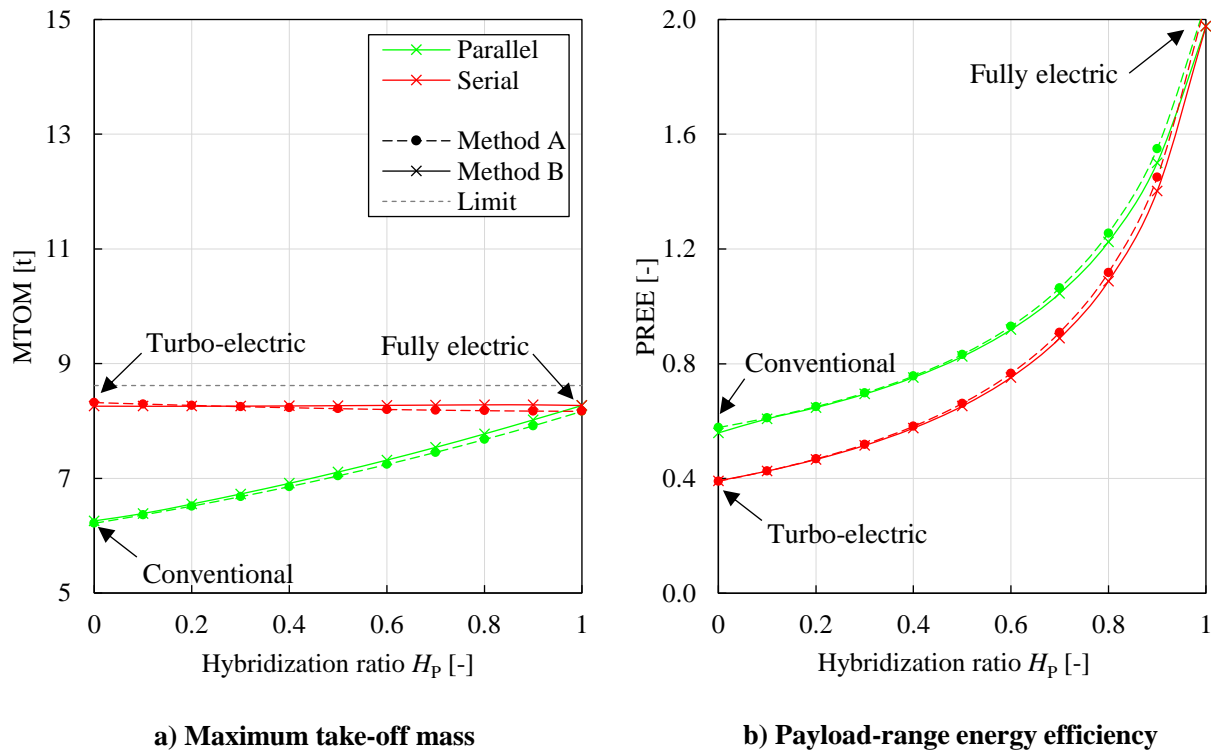 15
13
11
9
7
5
MTOM [t]
Parallel
Serial
Method A
Method B
Limit
Turbo-electric
Fully electric
Conventional
0
0.2
0.4
0.6
0.8
1
Hybridization ratio HP [-]
a) Maximum take-off mass
2.0
1.6
1.2
0.8
0.4
0.0
PREE [-]
Fully electric
Conventional
Turbo-electric
0
0.2
0.4
0.6
0.8
1
Hybridization ratio HP [-]
b) Payload-range energy efficiency